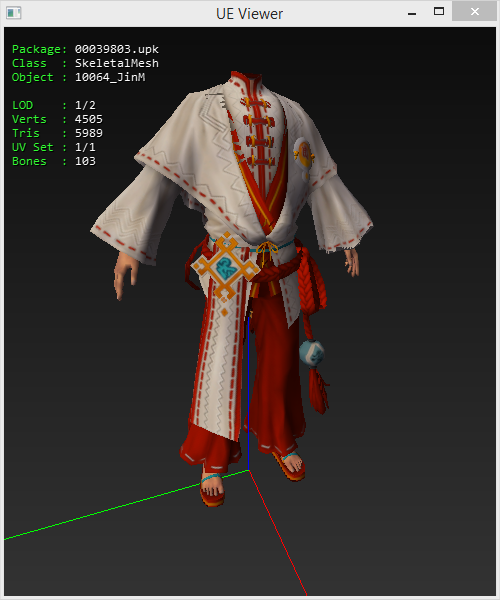 UE Viewer
Package: 00039803.upk
Class : SkeletalMesh
Object : 10064_JinM
LOD : 1/2
Verts : 4505
Tris : 5989
UV Set : 1/1
Bones : 103